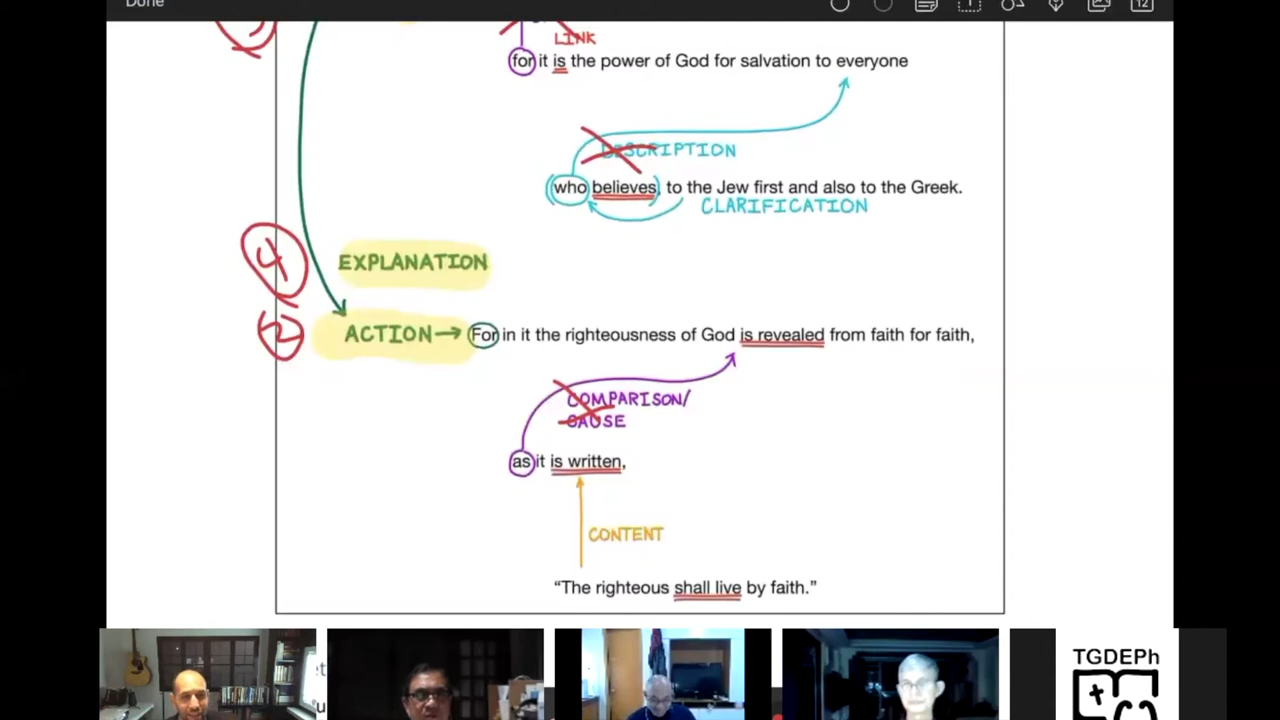 Done
12
LINK
for it is the power of God for salvation to everyone
DESCRIPTION
(who believes), to the Jew first and also to the Greek.
CLARIFICATION
4
EXPLANATION
2
ACTION → For in it the righteousness of God is revealed from faith for faith,
COMPARISON/
CAUSE
as it is written,
CONTENT
“The righteous shall live by faith.”
TGDEPh